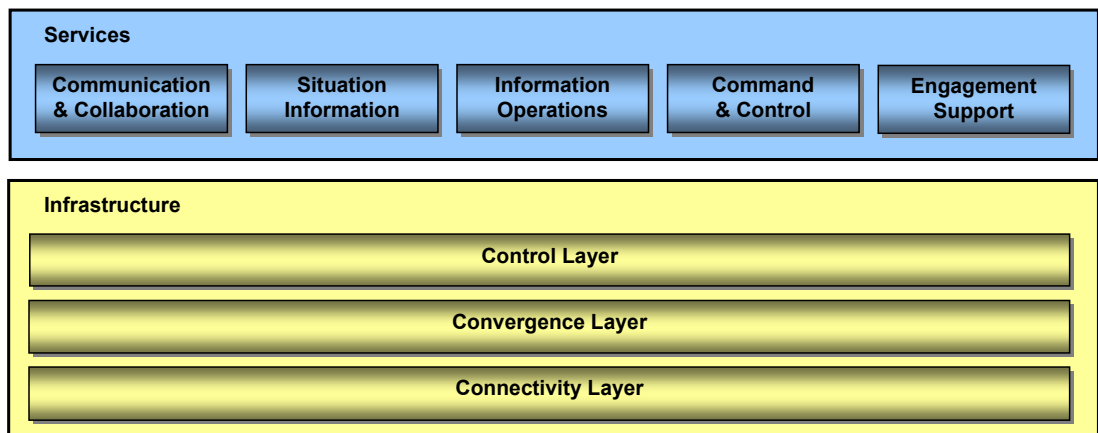 Services
Communication
& Collaboration
Situation
Information
Information
Operations
Command
& Control
Engagement
Support
Infrastructure
Control Layer
Convergence Layer
Connectivity Layer